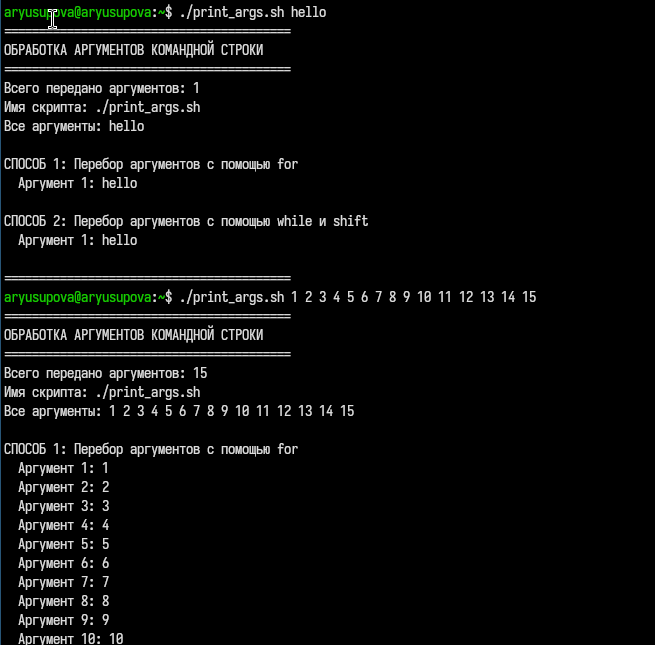 aryusupova@aryusupova:~$ ./print_args.sh hello
=========================================
ОБРАБОТКА АРГУМЕНТОВ КОМАНДНОЙ СТРОКИ
=========================================
Всего передано аргументов: 1
Имя скрипта: ./print_args.sh
Все аргументы: hello
СПОСОБ 1: Перебор аргументов с помощью for
Аргумент 1: hello
СПОСОБ 2: Перебор аргументов с помощью while и shift
Аргумент 1: hello
=========================================
aryusupova@aryusupova:~$ ./print_args.sh 1 2 3 4 5 6 7 8 9 10 11 12 13 14 15
=========================================
ОБРАБОТКА АРГУМЕНТОВ КОМАНДНОЙ СТРОКИ
=========================================
Всего передано аргументов: 15
Имя скрипта: ./print_args.sh
Все аргументы: 1 2 3 4 5 6 7 8 9 10 11 12 13 14 15
СПОСОБ 1: Перебор аргументов с помощью for
Аргумент 1: 1
Аргумент 2: 2
Аргумент 3: 3
Аргумент 4: 4
Аргумент 5: 5
Аргумент 6: 6
Аргумент 7: 7
Аргумент 8: 8
Аргумент 9: 9
Аргумент 10: 10